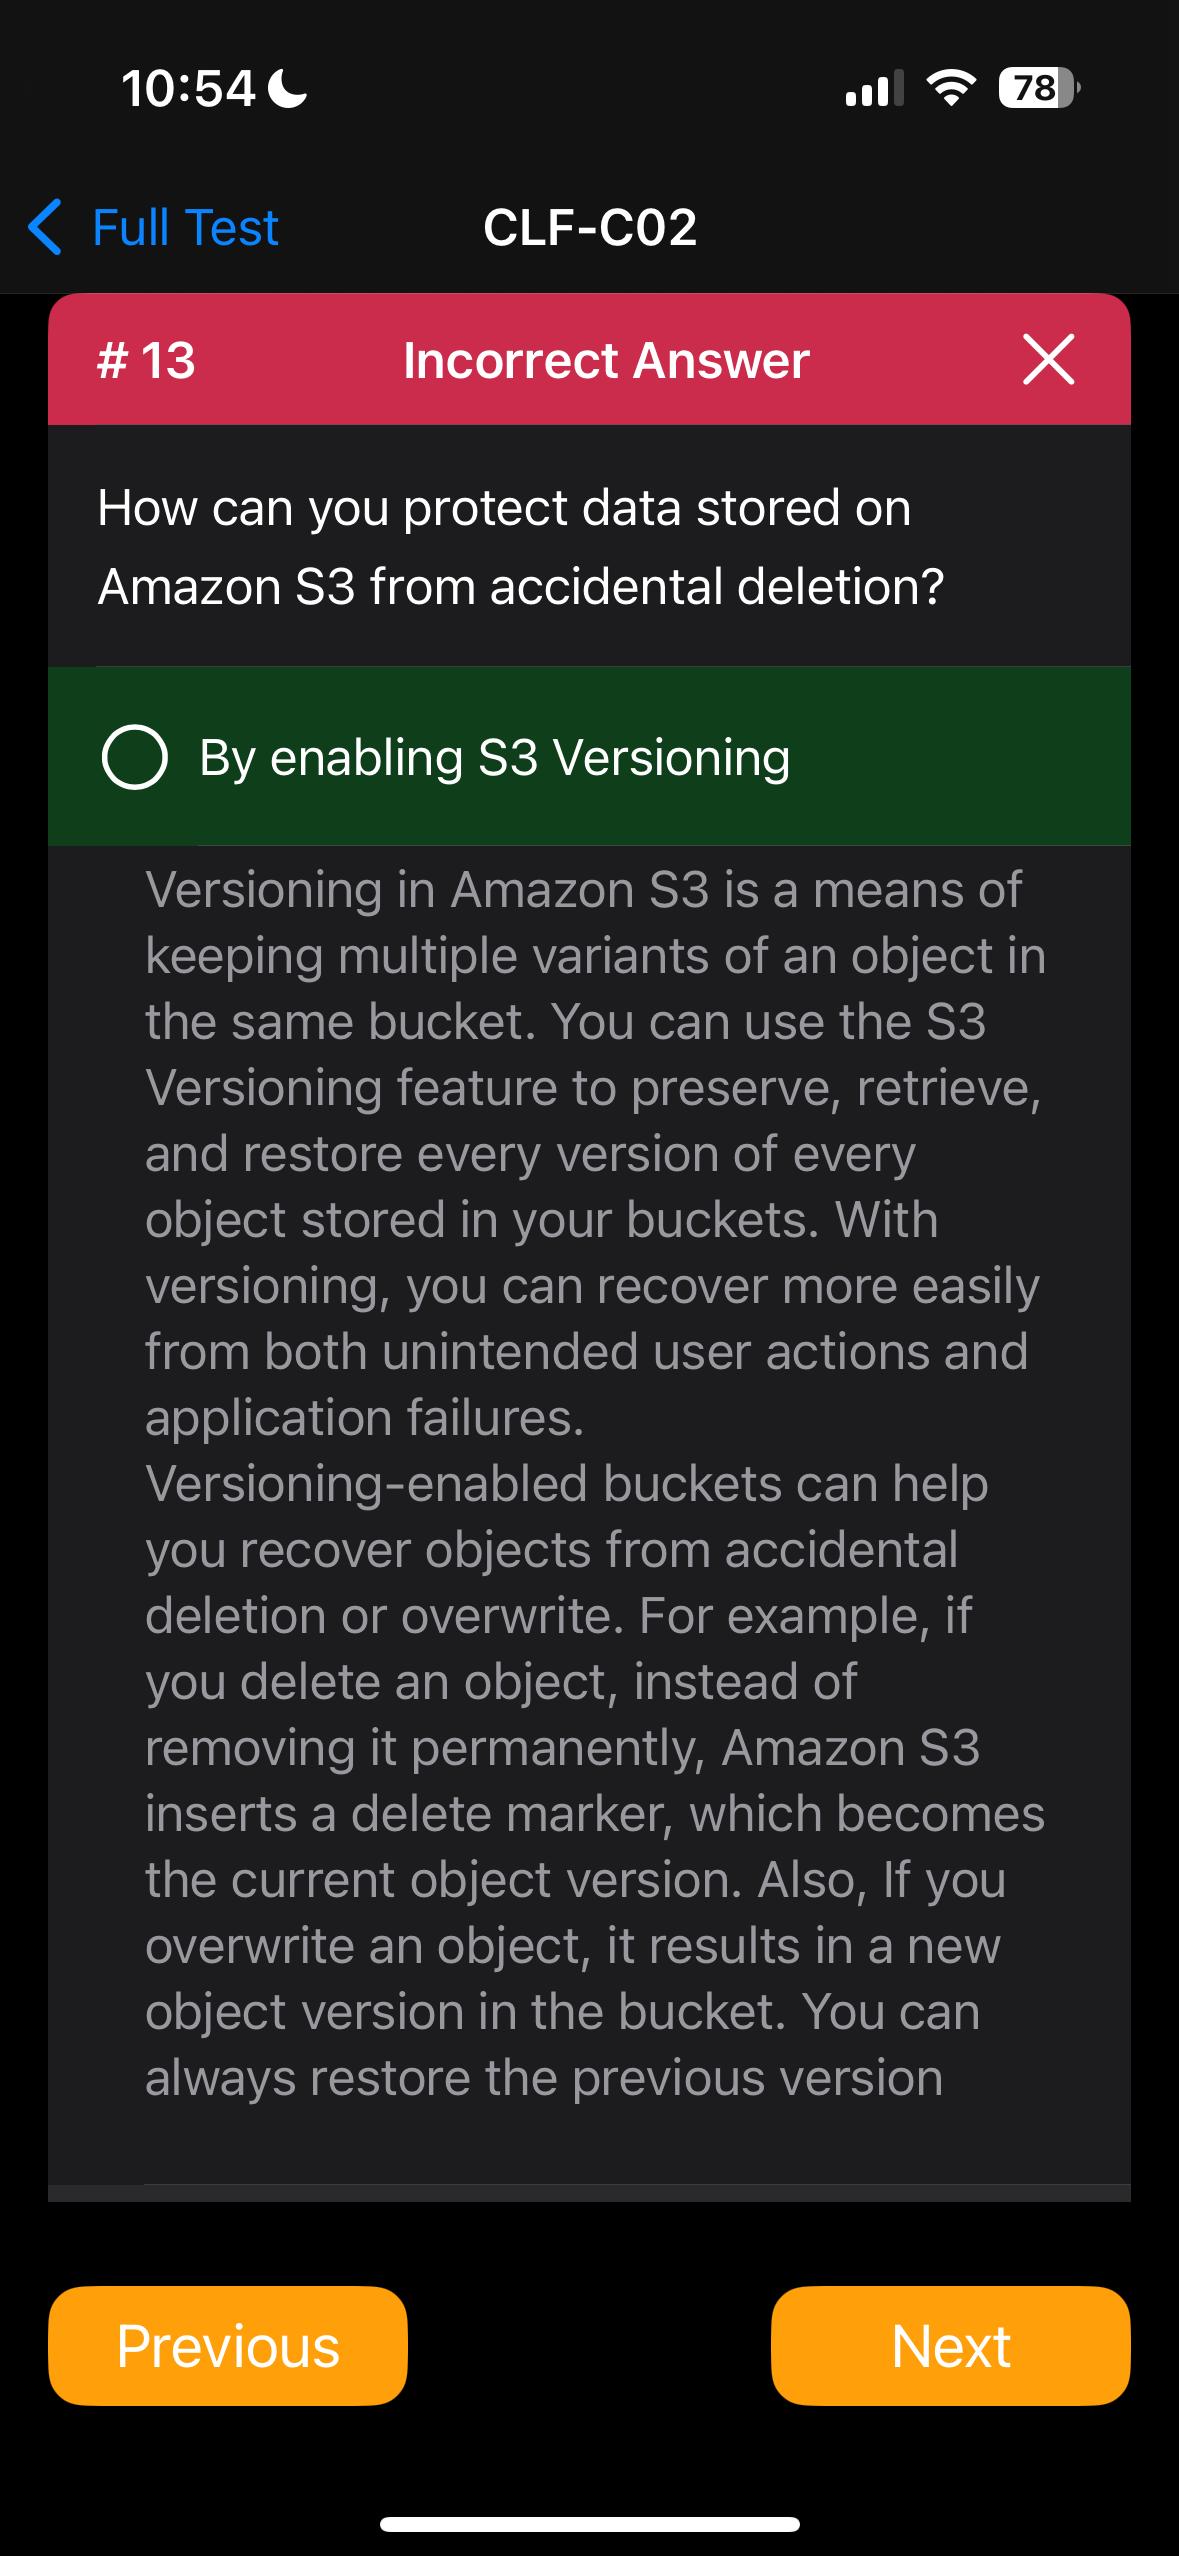 10:54
78
Full Test
CLF-C02
# 13
Incorrect Answer
How can you protect data stored on
Amazon S3 from accidental deletion?
By enabling S3 Versioning
Versioning in Amazon S3 is a means of
keeping multiple variants of an object in
the same bucket. You can use the S3
Versioning feature to preserve, retrieve,
and restore every version of every
object stored in your buckets. With
versioning, you can recover more easily
from both unintended user actions and
application failures.
Versioning-enabled buckets can help
you recover objects from accidental
deletion or overwrite. For example, if
you delete an object, instead of
removing it permanently, Amazon S3
inserts a delete marker, which becomes
the current object version. Also, If you
overwrite an object, it results in a new
object version in the bucket. You can
always restore the previous version
Previous
Next